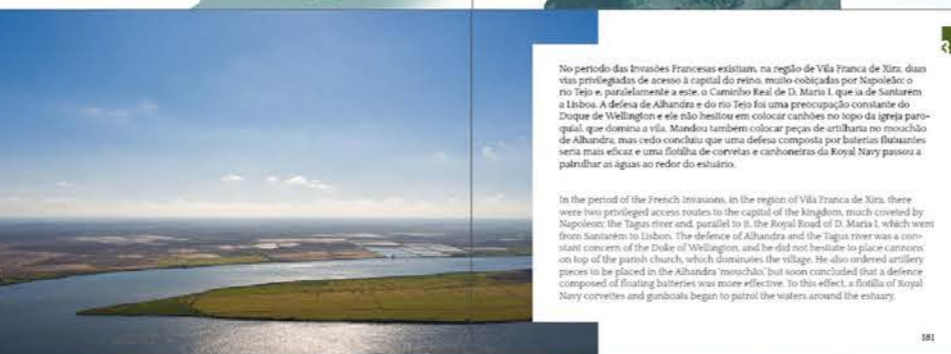 3
No período das Invasões Francesas existiam, na região de Vila Franca de Xira, duas
vias privilegiadas de acesso à capital do reino, muito cobiçadas por Napoleão: o
rio Tejo e, paralelamente a este, o Caminho Real de D. Maria I, que ia de Santarém
a Lisboa. A defesa de Alhandra e do rio Tejo foi uma preocupação constante do
Duque de Wellington e ele não hesitou em colocar canhões no topo da igreja paro-
quial, que domina a vila. Mandou também colocar peças de artilharia no mouchão
de Alhandra, mas cedo concluiu que uma defesa composta por baterias flutuantes
seria mais eficaz e uma flotilha de corvetas e canhoneiras da Royal Navy passou a
patrulhar as águas ao redor do estuário.
In the period of the French Invasions, in the region of Vila Franca de Xira, there
were two privileged access routes to the capital of the kingdom, much coveted by
Napoleon: the Tagus river and, parallel to it, the Royal Road of D. Maria I, which went
from Santarém to Lisbon. The defence of Alhandra and the Tagus river was a con-
stant concern of the Duke of Wellington, and he did not hesitate to place cannons
on top of the parish church, which dominates the village. He also ordered artillery
pieces to be placed in the Alhandra "mouchão," but soon concluded that a defence
composed of floating batteries was more effective. To this effect, a flotilla of Royal
Navy corvettes and gunboats began to patrol the waters around the estuary.